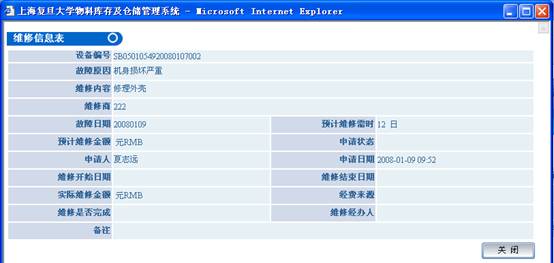 上海复旦大学物料库存及仓储管理系统 - Microsoft Internet Explorer
维修信息表
设备编号 SB0501054920080107002
故障原因 机身损坏严重
维修内容 修理外壳
维修商 222
故障日期 20080109 预计维修需时 12 日
预计维修金额 元RMB 申请状态
申请人 夏志远 申请日期 2008-01-09 09:52
维修开始日期 维修结束日期
实际维修金额 元RMB 经费来源
维修是否完成 维修经办人
备注
关 闭